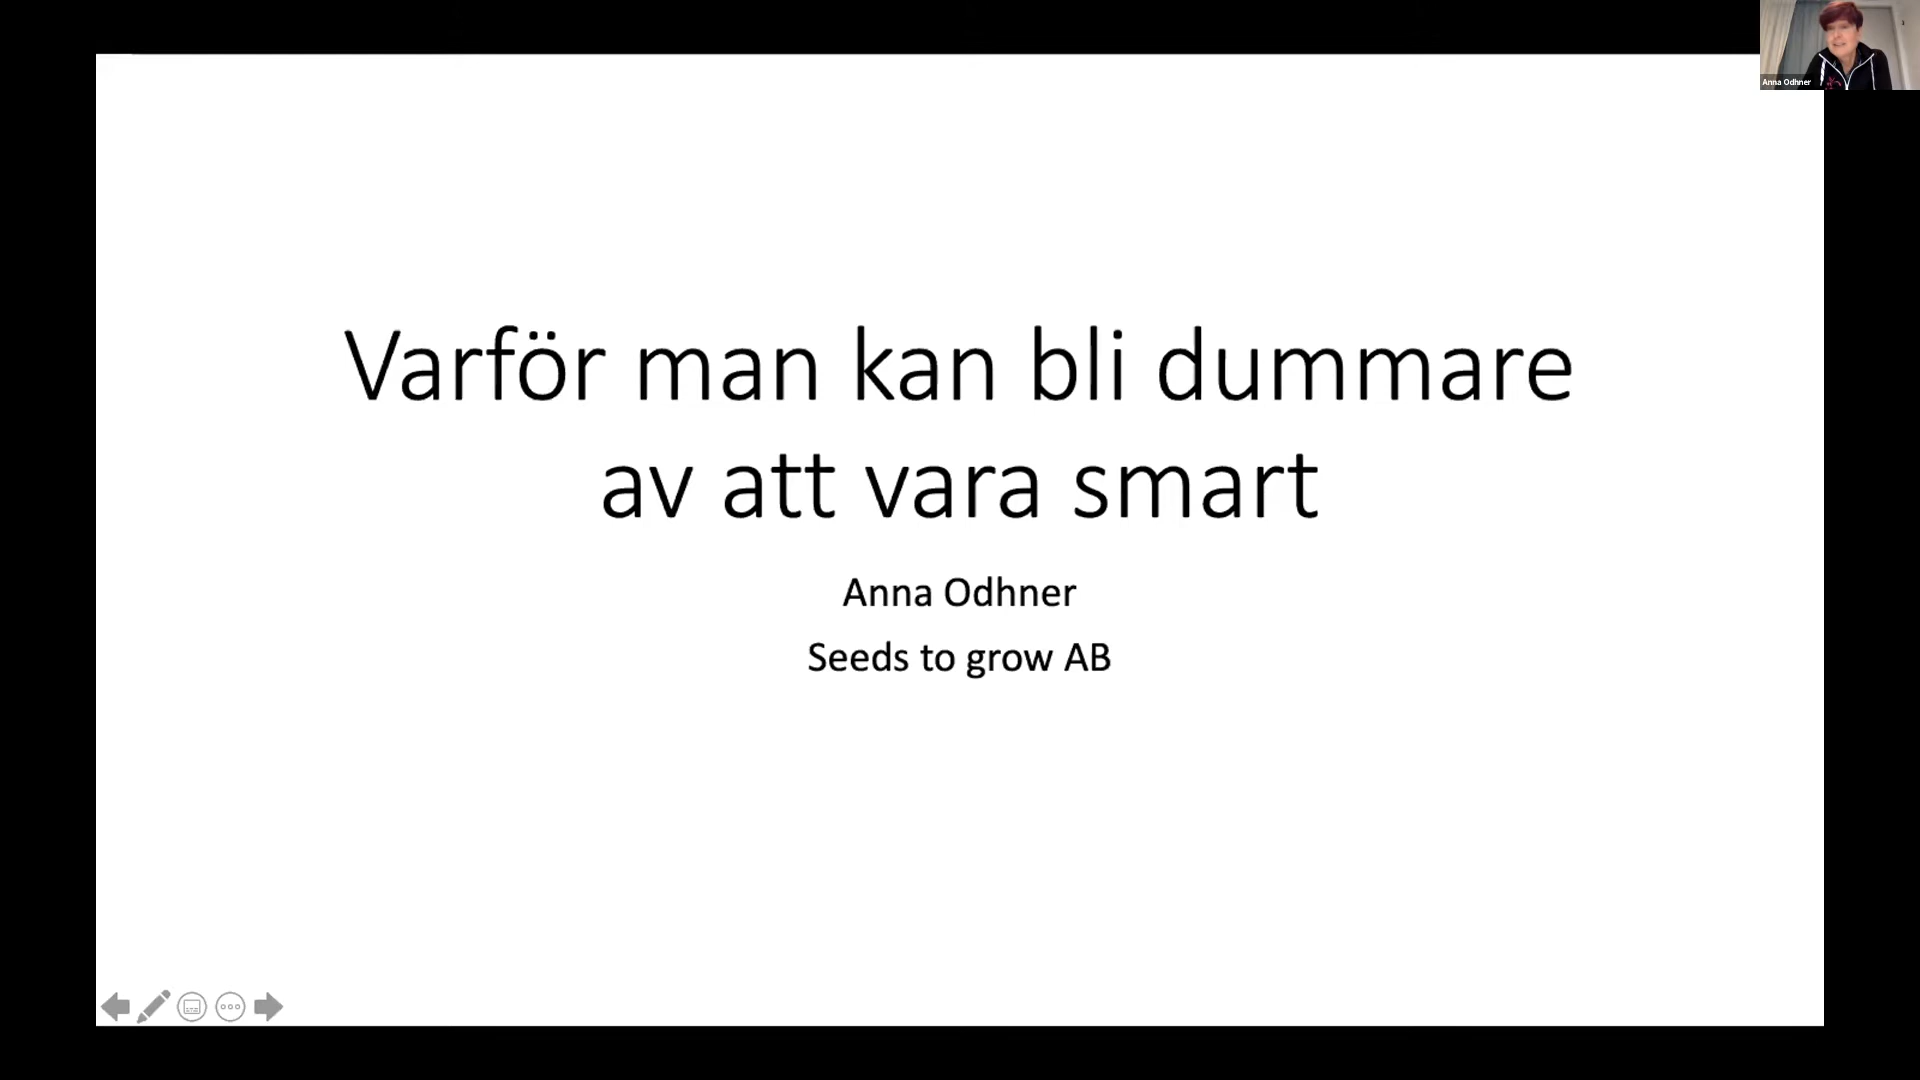 Anna Odhner
Varför man kan bli dummare
av att vara smart
Anna Odhner
Seeds to grow AB